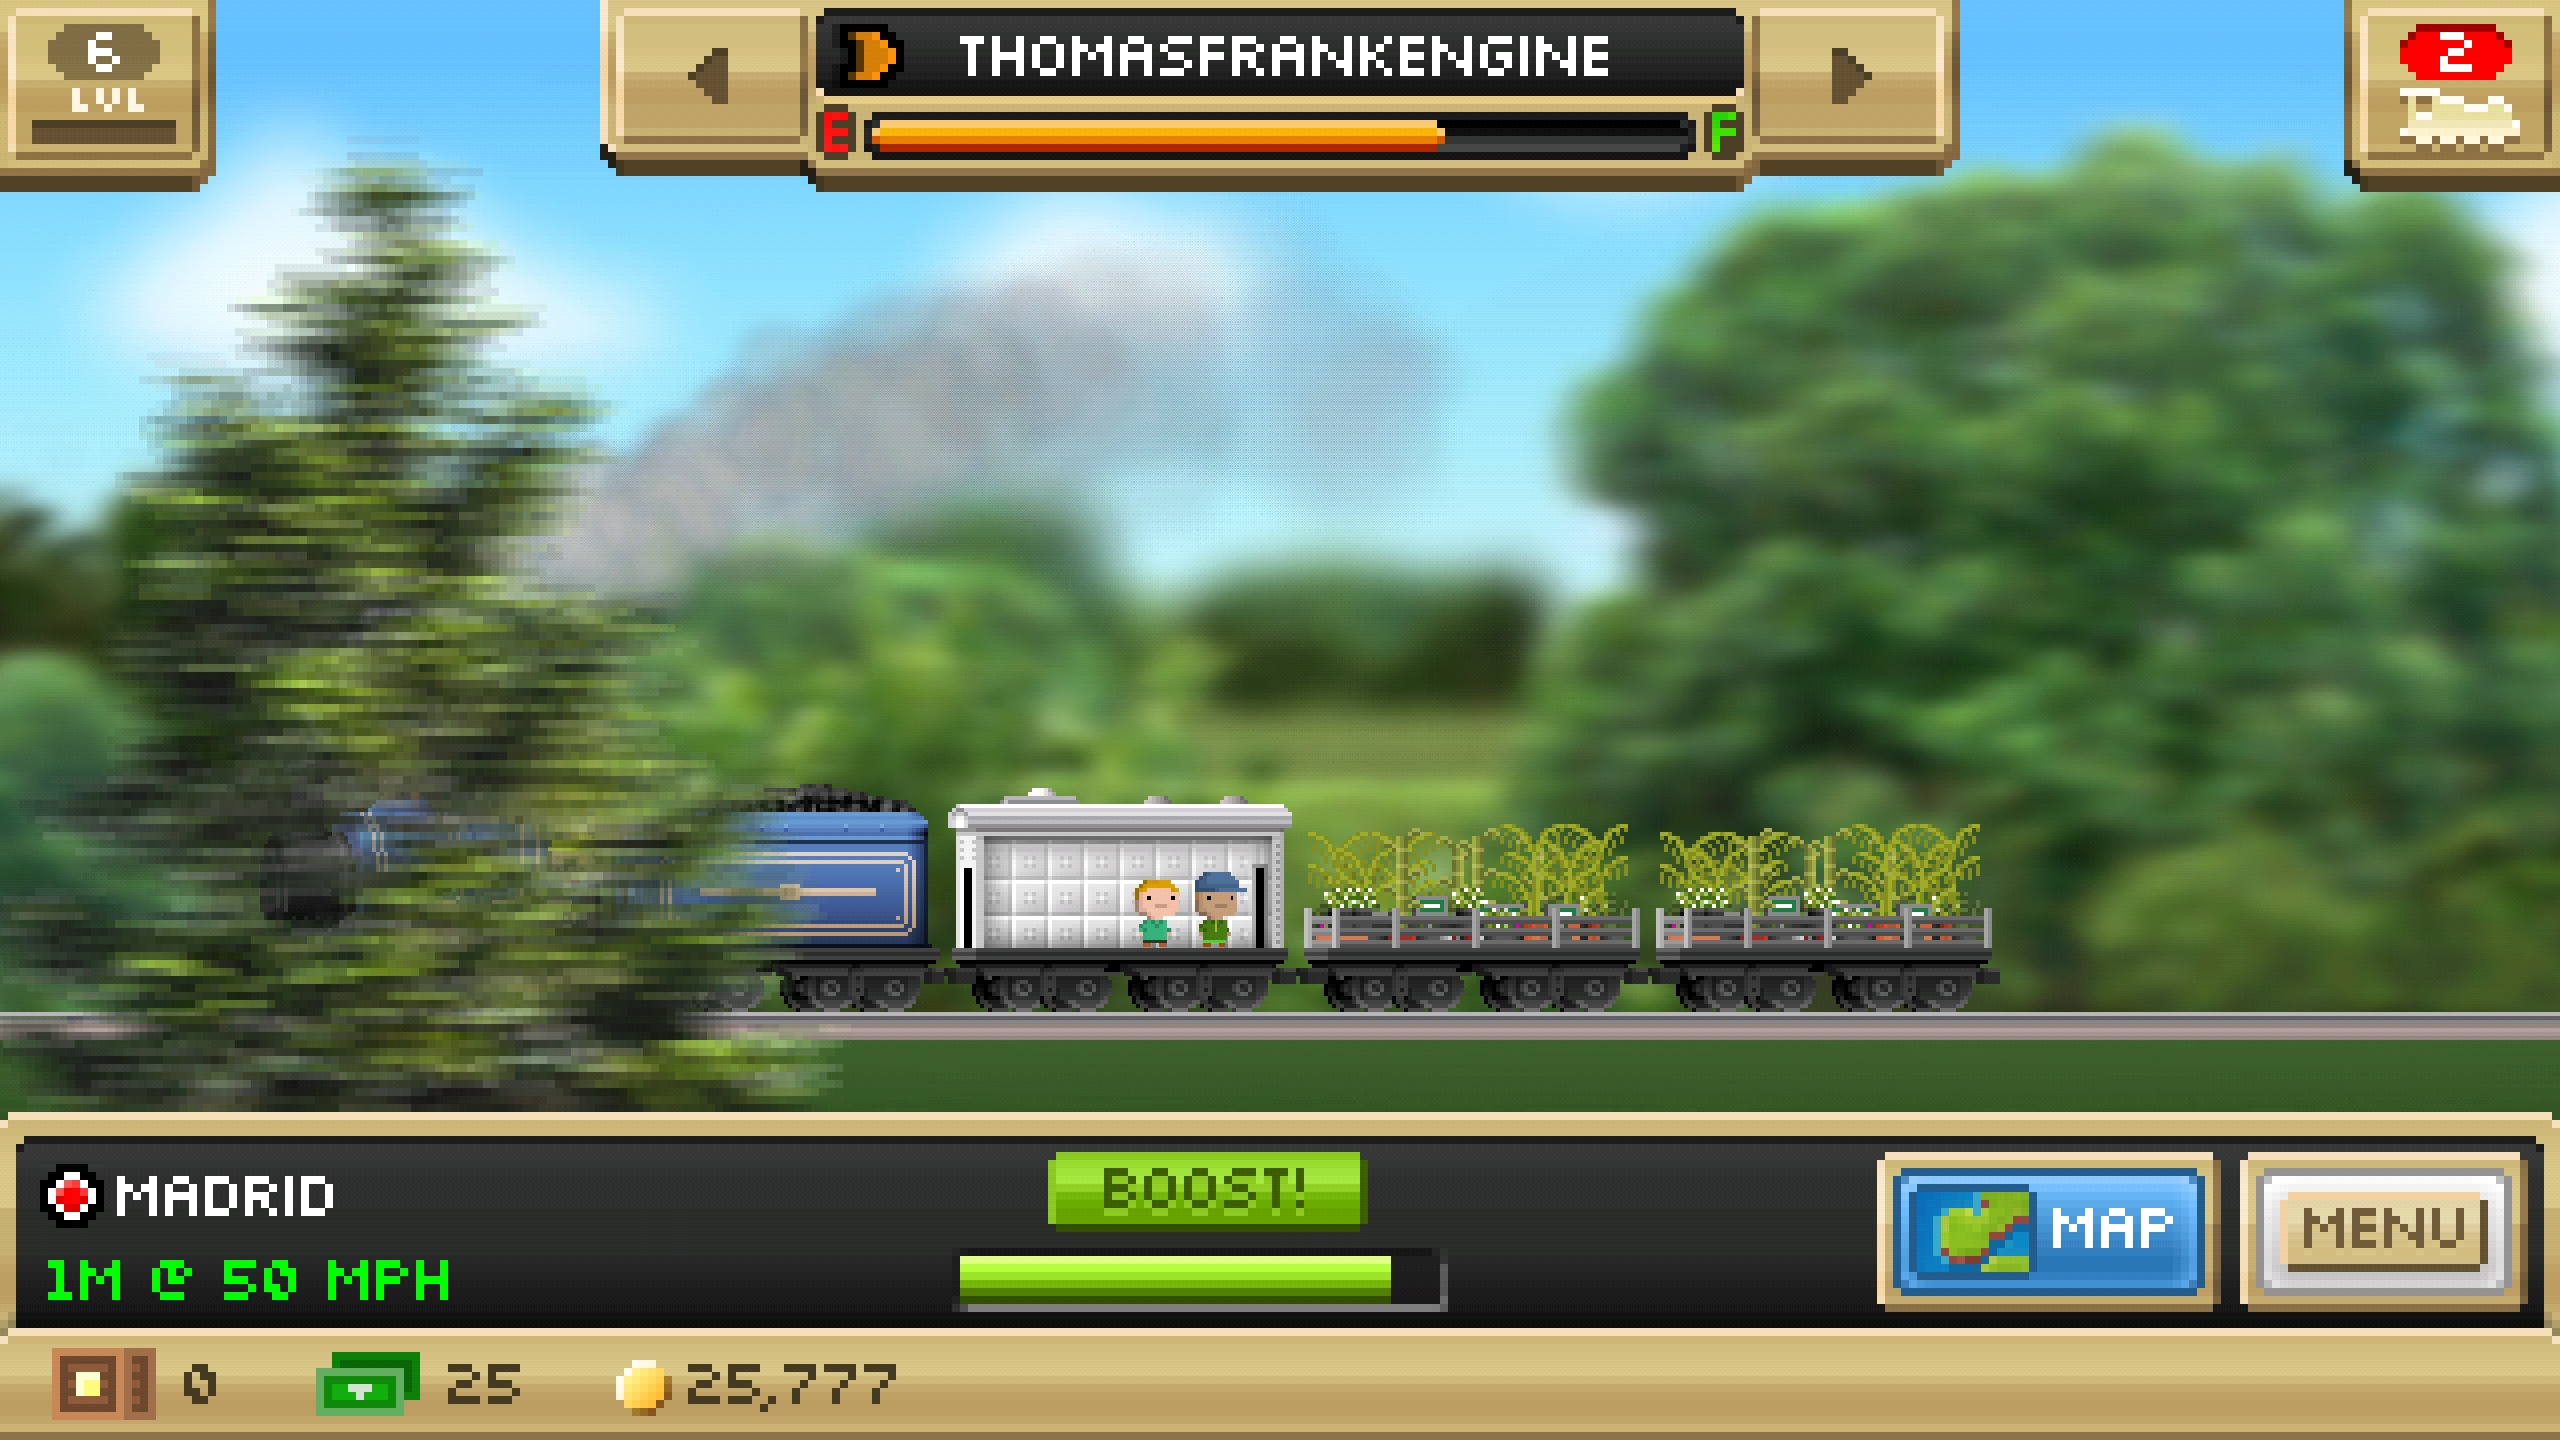 6
LVL
THOMASFRANKENGINE
E F
2
MADRID
1M @ 50 MPH
BOOST!
MAP
MENU
0 25 25,777